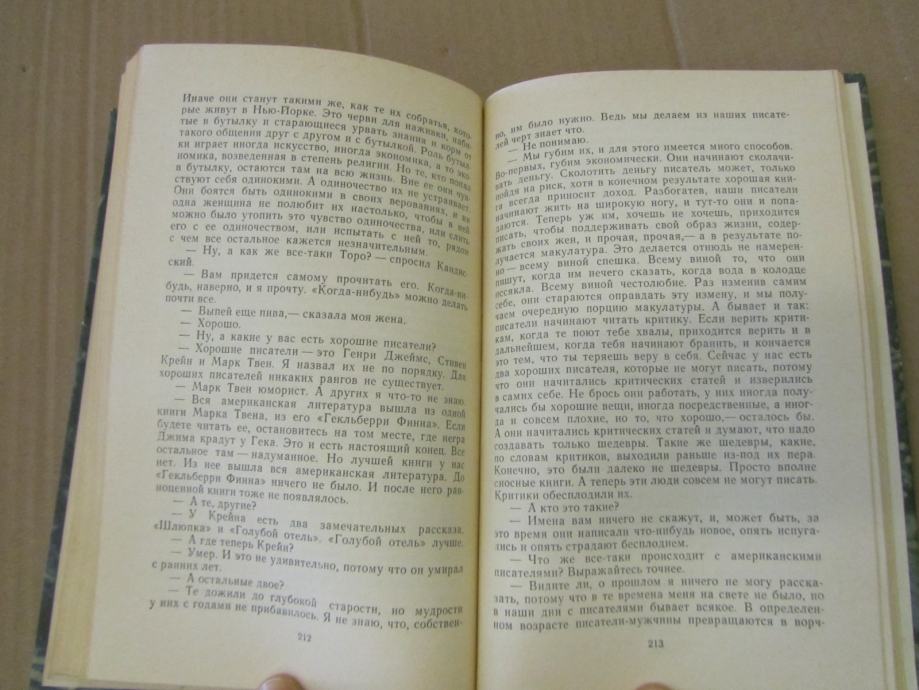 Иначе они станут такими же, как те их собратья, кото-
рые живут в Нью-Йорке. Это черви для наживки, наби-
тые в бутылку и старающиеся урвать знания и корм от
такого общения друг с другом и с бутылкой. Роль бутыл-
ки играет иногда искусство, иногда экономика, а то эко-
номика, возведенная в степень религии. Но те, кто попал
в бутылку, остаются там на всю жизнь. Вне ее они чув-
ствуют себя одинокими. А одиночество их не устраивает.
Они боятся быть одинокими в своих верованиях, и ни
одна женщина не полюбит их настолько, чтобы в ней
можно было утопить это чувство одиночества, или слить
его с ее одиночеством, или испытать с ней то, рядом
с чем все остальное кажется незначительным.
— Ну, а как же все-таки Торо? — спросил Кандис-
ский.
— Вам придется самому прочитать его. Когда-ни-
будь, наверно, и я прочту. «Когда-нибудь» можно делать
почти все.
— Выпей еще пива,— сказала моя жена.
— Хорошо.
— Ну, а какие у вас есть хорошие писатели?
— Хорошие писатели — это Генри Джеймс, Стивен
Крейн и Марк Твен. Я назвал их не по порядку. Для
хороших писателей никаких рангов не существует.
— Марк Твен юморист. А других я что-то не знаю.
— Вся американская литература вышла из одной
книги Марка Твена, из его «Гекльберри Финна». Если
будете читать ее, остановитесь на том месте, где негра
Джима крадут у Гека. Это и есть настоящий конец. Все
остальное там — надуманное. Но лучшей книги у нас
нет. Из нее вышла вся американская литература. До
«Гекльберри Финна» ничего не было. И после него рав-
ноценной книги тоже не появлялось.
— А те, другие?
— У Крейна есть два замечательных рассказа.
«Шлюпка» и «Голубой отель». «Голубой отель» лучше.
— А где теперь Крейн?
— Умер. И это не удивительно, потому что он умирал
с ранних лет.
— А остальные двое?
— Те дожили до глубокой старости, но мудрости
у них с годами не прибавилось. Я не знаю, что, собствен-
212
но, им было нужно. Ведь мы делаем из наших писате-
лей черт знает что.
— Не понимаю.
— Мы губим их, и для этого имеется много способов.
Во-первых, губим экономически. Они начинают сколачи-
вать деньгу. Сколотить деньгу писатель может, только
пойдя на риск, хотя в конечном результате хорошая кни-
га всегда приносит доход. Разбогатев, наши писатели
начинают жить на широкую ногу, и тут-то они и попа-
даются. Теперь уж им, хочешь не хочешь, приходится
писать, чтобы поддерживать свой образ жизни, содер-
жать своих жен, и прочая, прочая,— а в результате по-
лучается макулатура. Это делается отнюдь не намерен-
но — всему виной спешка. Всему виной то, что они
пишут, когда им нечего сказать, когда вода в колодце
иссякла. Всему виной честолюбие. Раз изменив самим
себе, они стараются оправдать эту измену, и мы полу-
чаем очередную порцию макулатуры. А бывает и так:
писатели начинают читать критику. Если верить крити-
кам, когда те поют тебе хвалы, приходится верить и в
дальнейшем, когда тебя начинают бранить, и кончается
это тем, что ты теряешь веру в себя. Сейчас у нас есть
два хороших писателя, которые не могут писать, потому
что они начитались критических статей и изверились
в самих себе. Не брось они работать, у них иногда полу-
чались бы хорошие вещи, иногда посредственные, а иног-
да и совсем плохие, но то, что хорошо,— осталось бы.
А они начитались критических статей и думают, что надо
создавать только шедевры. Такие же шедевры, какие,
по словам критиков, выходили раньше из-под их пера.
Конечно, это были далеко не шедевры. Просто вполне
сносные книги. А теперь эти люди совсем не могут писать.
Критики обесплодили их.
— А кто это такие?
— Имена вам ничего не скажут, и, может быть, за
это время они написали что-нибудь новое, опять испуга-
лись и опять страдают бесплодием.
— Что же все-таки происходит с американскими
писателями? Выражайтесь точнее.
— Видите ли, о прошлом я ничего не могу расска-
зать, потому что в те времена меня на свете не было, но
в наши дни с писателями бывает всякое. В определен-
ном возрасте писатели-мужчины превращаются в ворч-
213